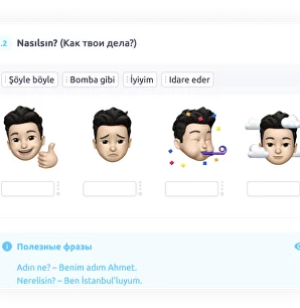 .2 Nasılsın? (Как твои дела?)
Şöyle böyle Bomba gibi İyiyim Idare eder
Полезные фразы
Adın ne? – Benim adım Ahmet.
Nerelisin? – Ben İstanbul'luyum.